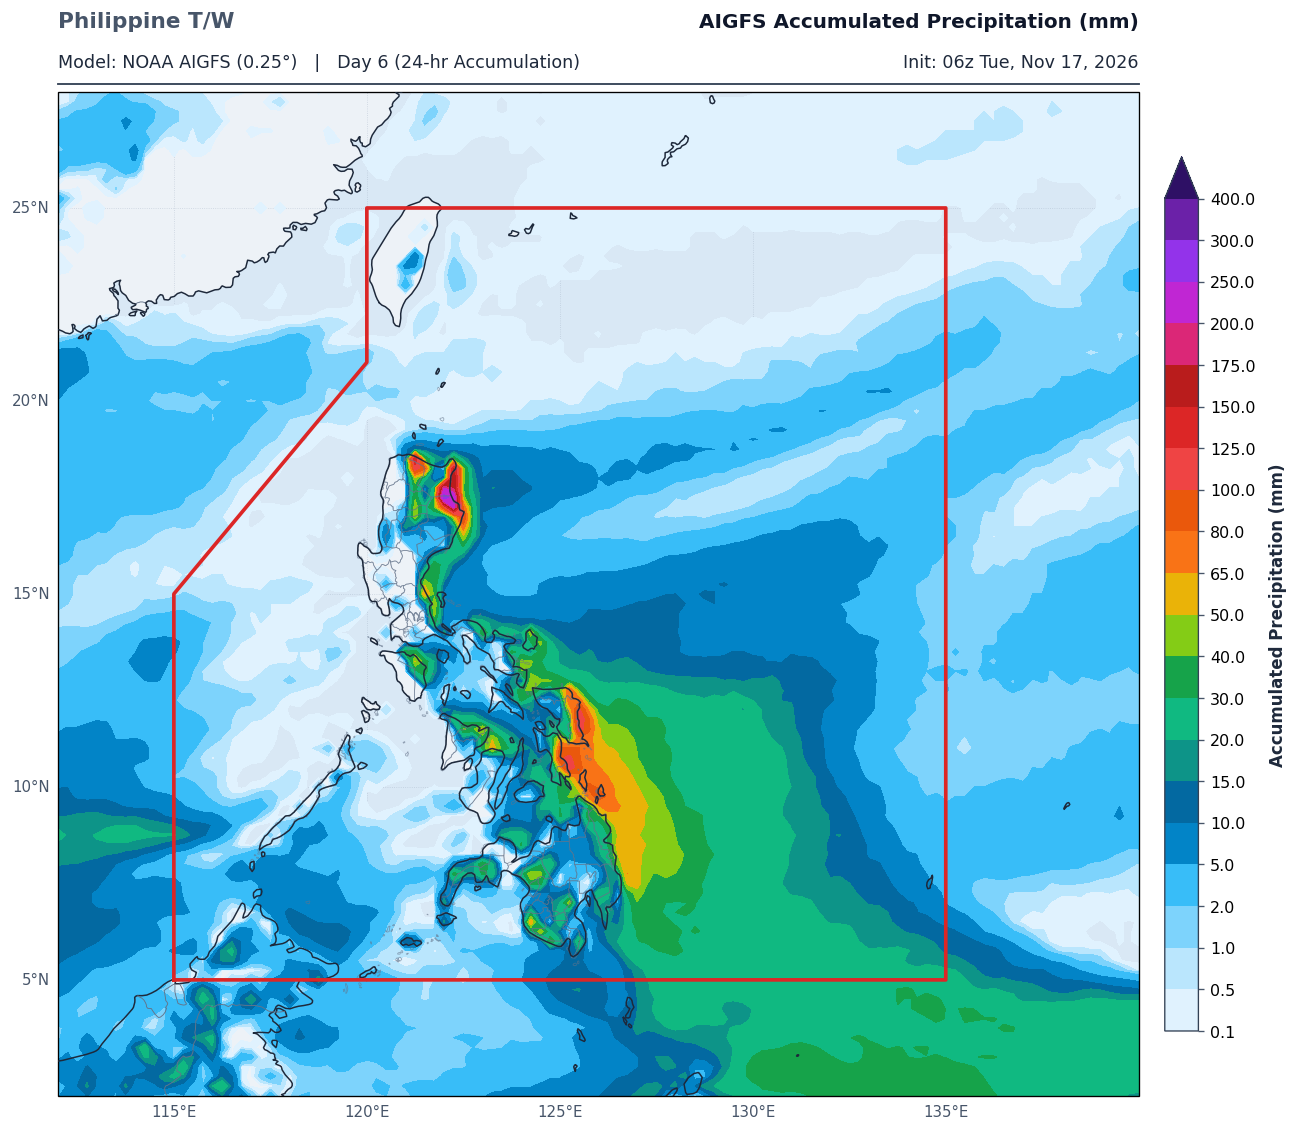 Philippine T/W
AIGFS Accumulated Precipitation (mm)
Model: NOAA AIGFS (0.25°)   |   Day 6 (24-hr Accumulation)
Init: 06z Tue, Nov 17, 2026
25°N
20°N
15°N
10°N
5°N
115°E
120°E
125°E
130°E
135°E
400.0
300.0
250.0
200.0
175.0
150.0
125.0
100.0
80.0
65.0
50.0
40.0
30.0
20.0
15.0
10.0
5.0
2.0
1.0
0.5
0.1
Accumulated Precipitation (mm)